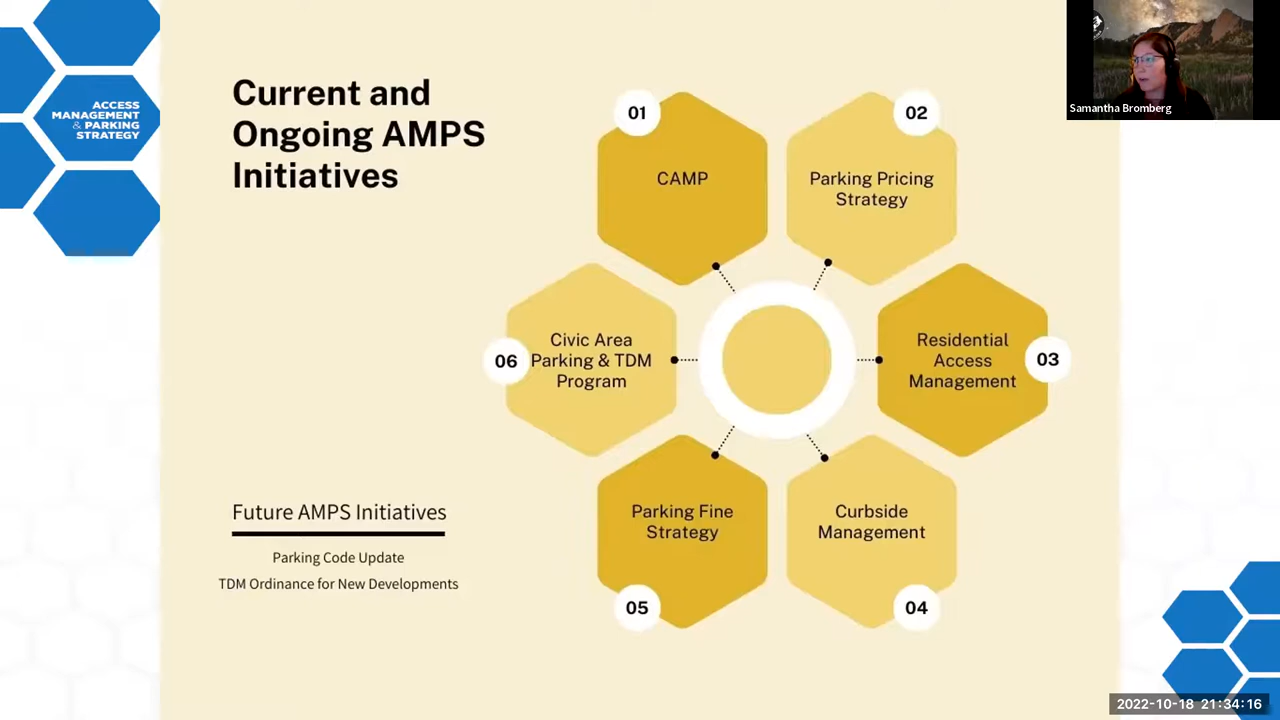 ACCESS
MANAGEMENT
& PARKING
STRATEGY
Current and
Ongoing AMPS
Initiatives
01
CAMP
02
Parking Pricing
Strategy
Residential
Access
Management
03
Curbside
Management
04
Parking Fine
Strategy
05
06
Civic Area
Parking & TDM
Program
Future AMPS Initiatives
Parking Code Update
TDM Ordinance for New Developments
Samantha Bromberg
2022-10-18 21:34:16